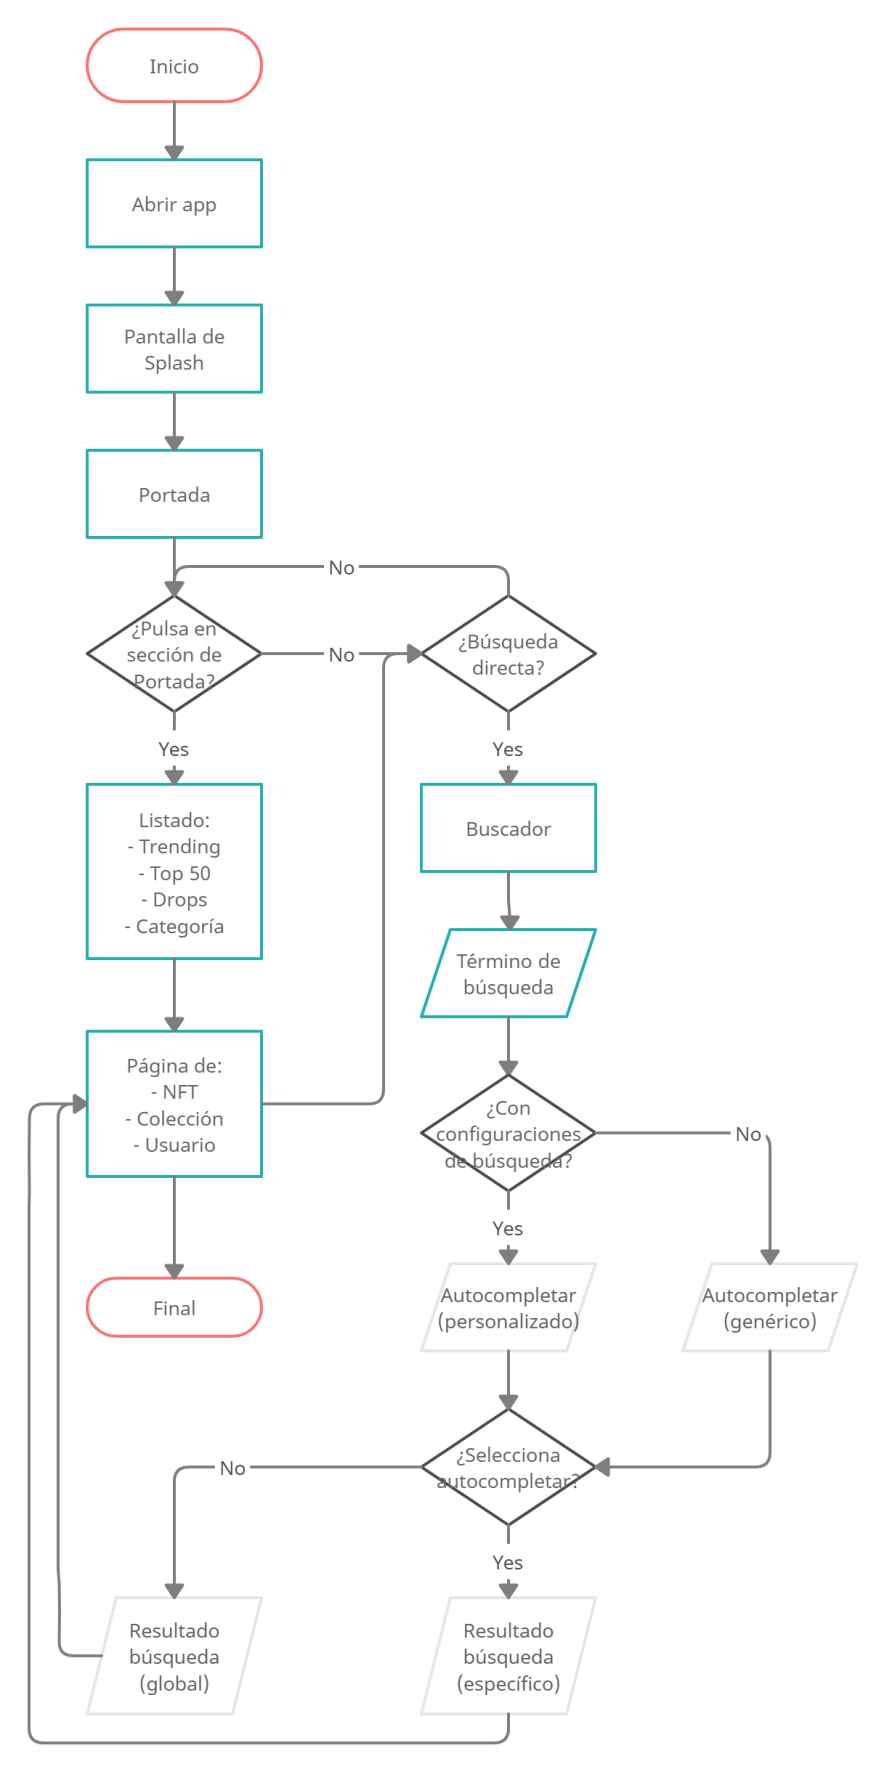 Inicio
Abrir app
Pantalla de
Splash
Portada
No
¿Pulsa en
sección de
Portada?
No
¿Búsqueda
directa?
Yes
Yes
Listado:
- Trending
- Top 50
- Drops
- Categoría
Buscador
Término de
búsqueda
Página de:
- NFT
- Colección
- Usuario
¿Con
configuraciones
de búsqueda?
No
Yes
Final
Autocompletar
(personalizado)
Autocompletar
(genérico)
¿Selecciona
autocompletar?
No
Yes
Resultado
búsqueda
(global)
Resultado
búsqueda
(específico)